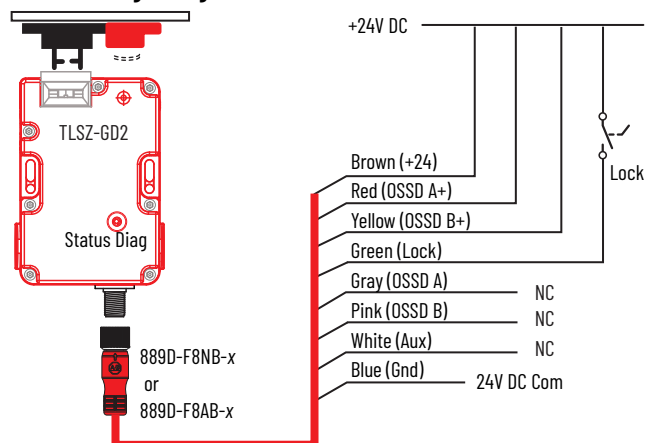 +24V DC
TLSZ-GD2
Status Diag
Lock
Brown (+24)
Red (OSSD A+)
Yellow (OSSD B+)
Green (Lock)
Gray (OSSD A)
NC
Pink (OSSD B)
NC
White (Aux)
NC
Blue (Gnd)
24V DC Com
889D-F8NB-x
or
889D-F8AB-x